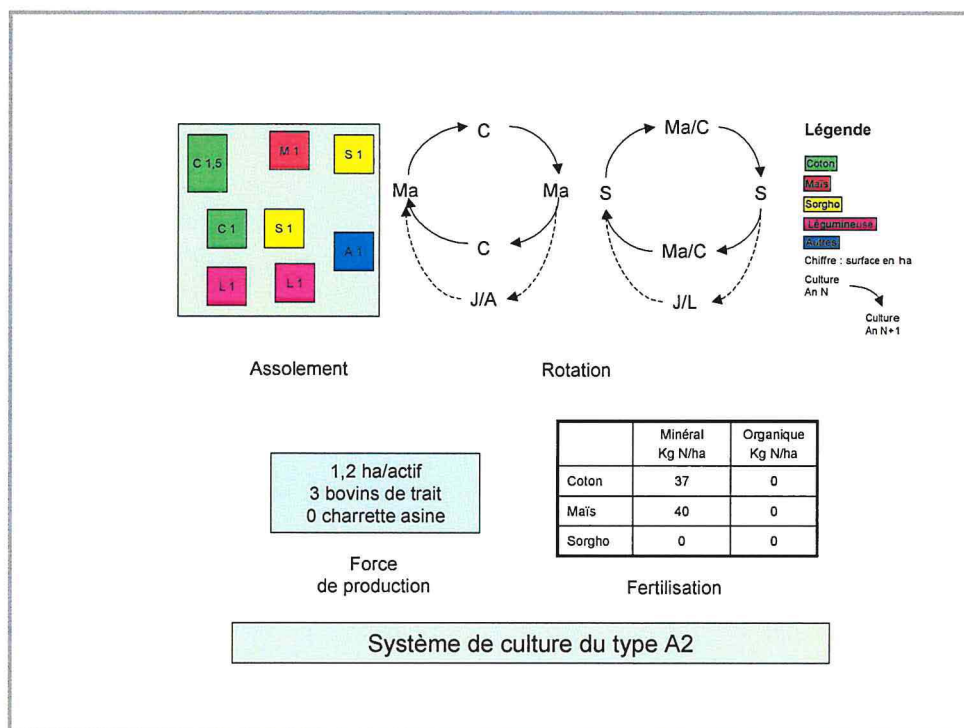 C 1,5
M 1
S 1
C 1
S 1
A 1
L 1
L 1
Assolement
C
Ma
Ma
C
J/A
Ma/C
S
S
Ma/C
J/L
Rotation
Légende
Coton
Maïs
Sorgho
Légumineuse
Autres
Chiffre : surface en ha
Culture
An N
Culture
An N+1
1,2 ha/actif
3 bovins de trait
0 charrette asine
Force
de production
Minéral Organique
Kg N/ha Kg N/ha
Coton 37 0
Maïs 40 0
Sorgho 0 0
Fertilisation
Système de culture du type A2